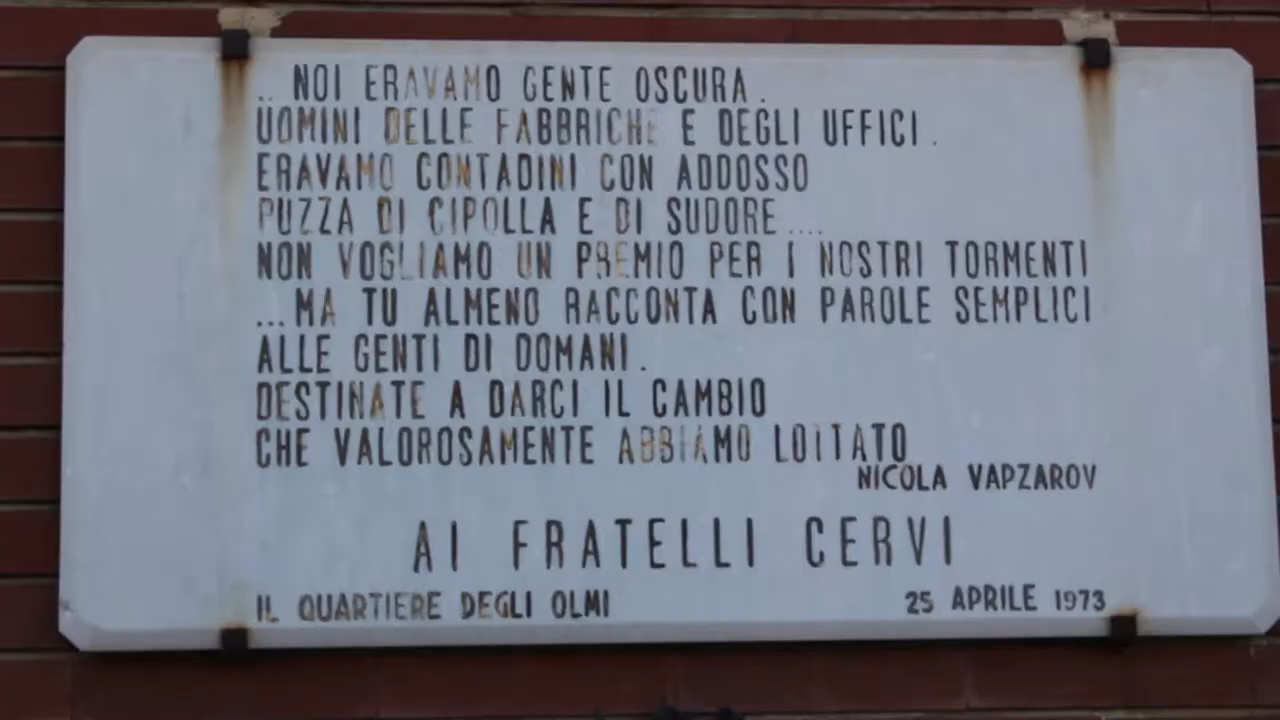 .. NOI ERAVAMO GENTE OSCURA.
UOMINI DELLE FABBRICHE E DEGLI UFFICI.
ERAVAMO CONTADINI CON ADDOSSO
PUZZA DI CIPOLLA E DI SUDORE....
NON VOGLIAMO UN PREMIO PER I NOSTRI TORMENTI
...MA TU ALMENO RACCONTA CON PAROLE SEMPLICI
ALLE GENTI DI DOMANI.
DESTINATE A DARCI IL CAMBIO
CHE VALOROSAMENTE ABBIAMO LOTTATO
NICOLA VAPZAROV
AI FRATELLI CERVI
IL QUARTIERE DEGLI OLMI 25 APRILE 1973